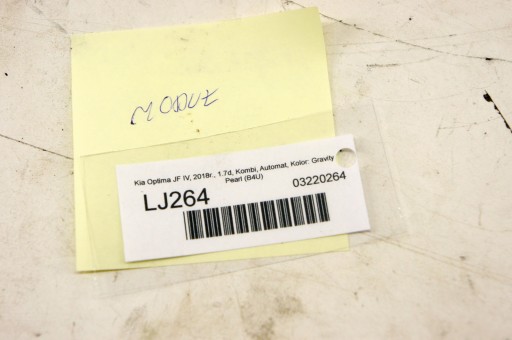 MODUŁ
Kia Optima JF IV, 2018r., 1.7d, Kombi, Automat, Kolor: Gravity
Pearl (B4U)
LJ264 03220264